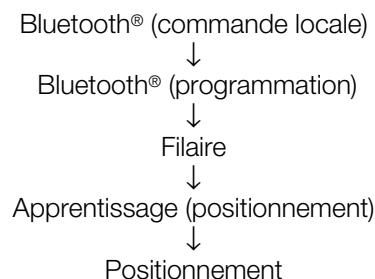 Bluetooth® (commande locale)
↓
Bluetooth® (programmation)
↓
Filaire
↓
Apprentissage (positionnement)
↓
Positionnement